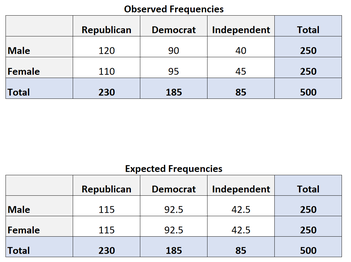 Observed Frequencies
Republican Democrat Independent Total
Male 120 90 40 250
Female 110 95 45 250
Total 230 185 85 500
Expected Frequencies
Republican Democrat Independent Total
Male 115 92.5 42.5 250
Female 115 92.5 42.5 250
Total 230 185 85 500